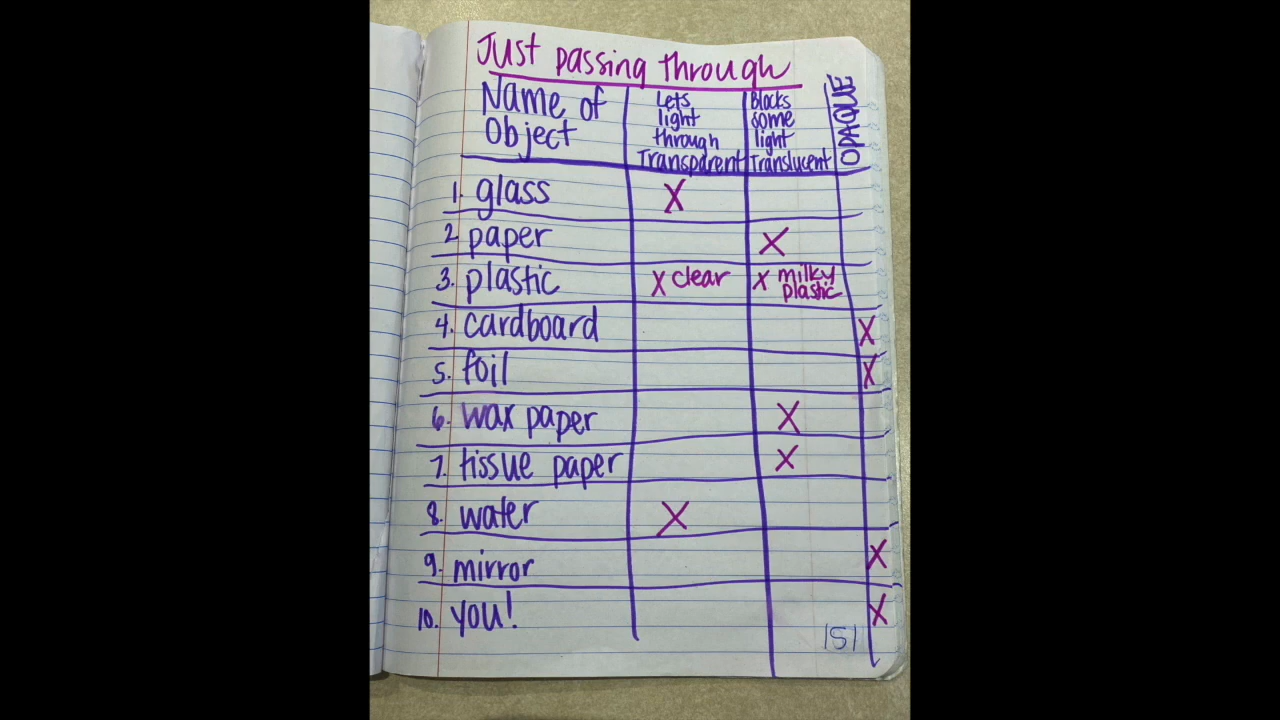 Just passing through
Name of Object | Lets light through Transparent | Blocks some light Translucent | OPAQUE
1. glass | X | |
2 paper | | X |
3. plastic | X clear | X milky plastic |
4. cardboard | | | X
5. foil | | | X
6. wax paper | | X |
7. tissue paper | | X |
8. water | X | |
9. mirror | | | X
10. you! | | | X
151